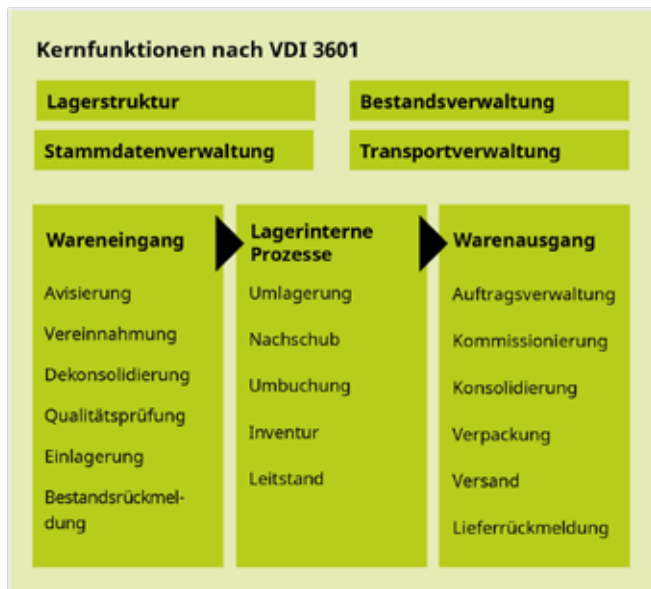 Kernfunktionen nach VDI 3601
Lagerstruktur
Bestandsverwaltung
Stammdatenverwaltung
Transportverwaltung
Wareneingang
Avisierung
Vereinnahmung
Dekonsolidierung
Qualitätsprüfung
Einlagerung
Bestandsrückmel-
dung
Lagerinterne
Prozesse
Umlagerung
Nachschub
Umbuchung
Inventur
Leitstand
Warenausgang
Auftragsverwaltung
Kommissionierung
Konsolidierung
Verpackung
Versand
Lieferrückmeldung